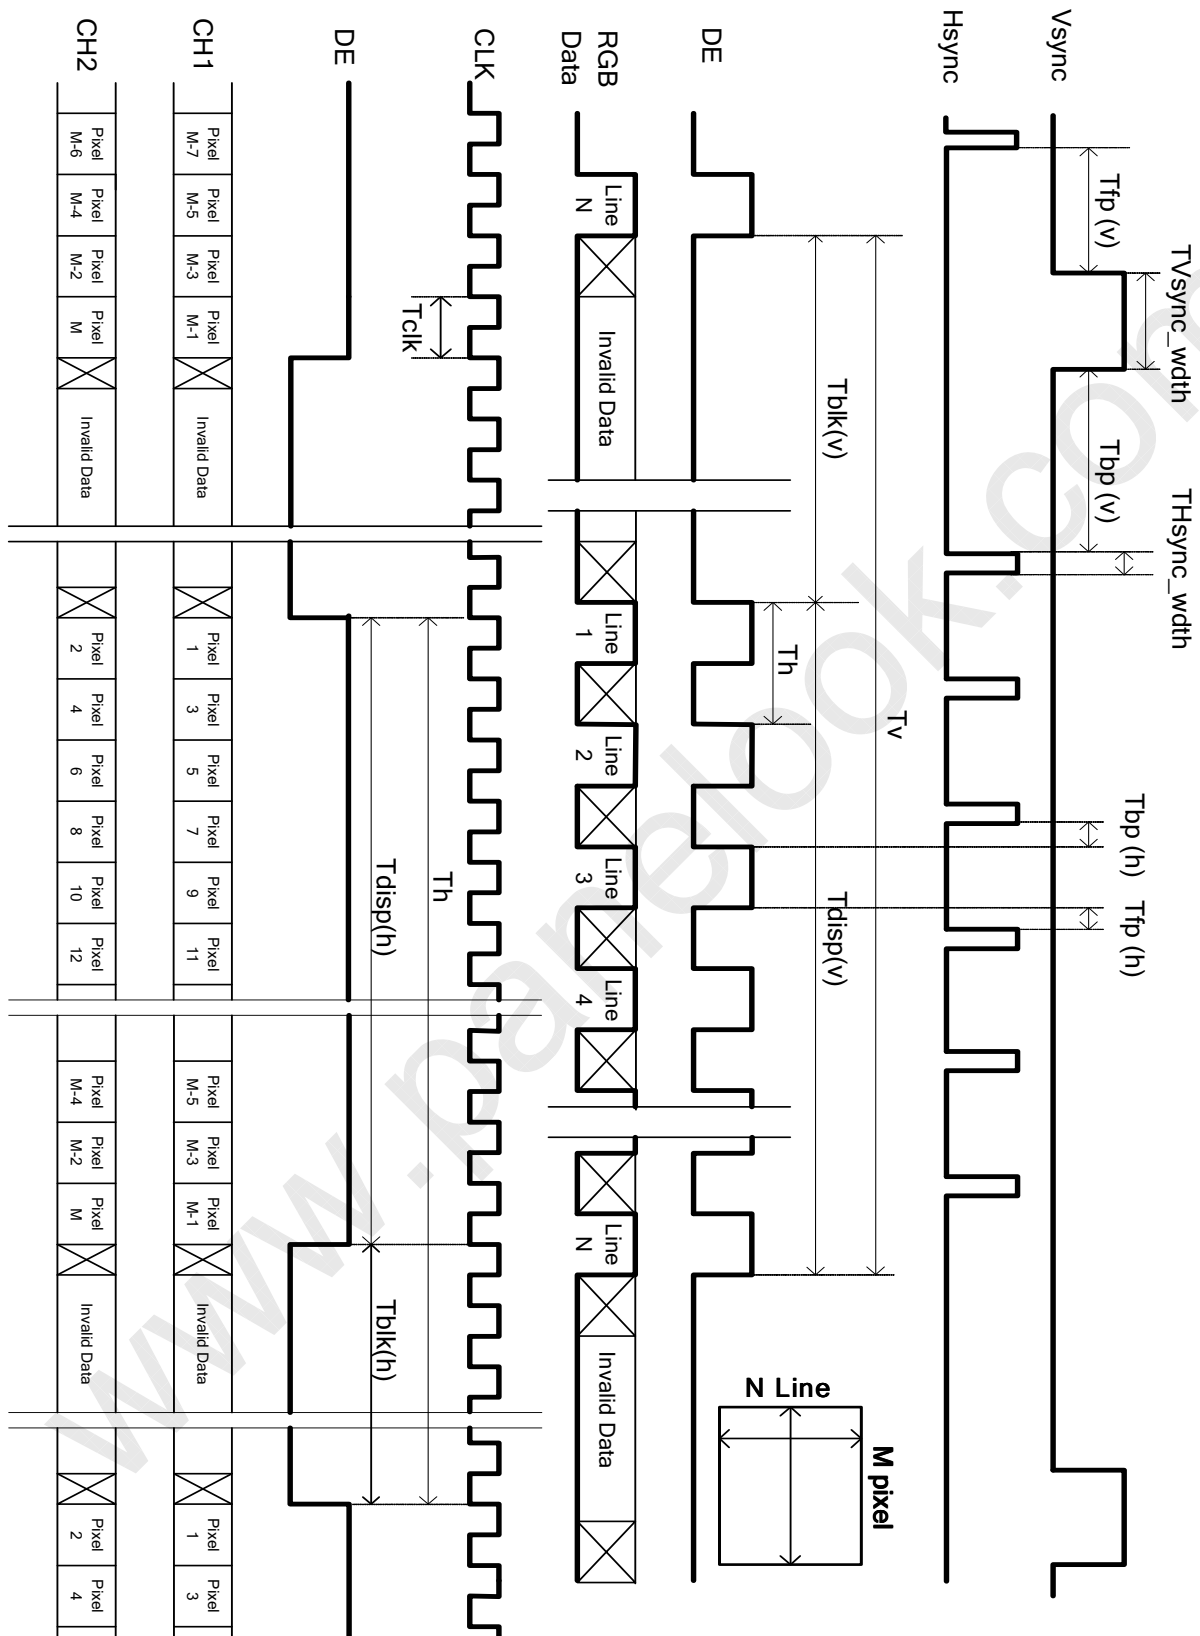 Vsync
TVsync_wdth
Tfp (v)
Tbp (v)
THsync_wdth
Hsync
Tbp (h)
Tfp (h)
Tv
Tblk(v)
Tdisp(v)
Th
DE
RGB
Data
Line
N
Invalid Data
Line
1
Line
2
Line
3
Line
4
Line
N
Invalid Data
N Line
M pixel
CLK
Tclk
Th
Tdisp(h)
Tblk(h)
DE
CH1
Pixel
M-7
Pixel
M-5
Pixel
M-3
Pixel
M-1
Invalid Data
Pixel
1
Pixel
3
Pixel
5
Pixel
7
Pixel
9
Pixel
11
Pixel
M-5
Pixel
M-3
Pixel
M-1
Invalid Data
Pixel
1
Pixel
3
CH2
Pixel
M-6
Pixel
M-4
Pixel
M-2
Pixel
M
Invalid Data
Pixel
2
Pixel
4
Pixel
6
Pixel
8
Pixel
10
Pixel
12
Pixel
M-4
Pixel
M-2
Pixel
M
Invalid Data
Pixel
2
Pixel
4
www.panelook.com